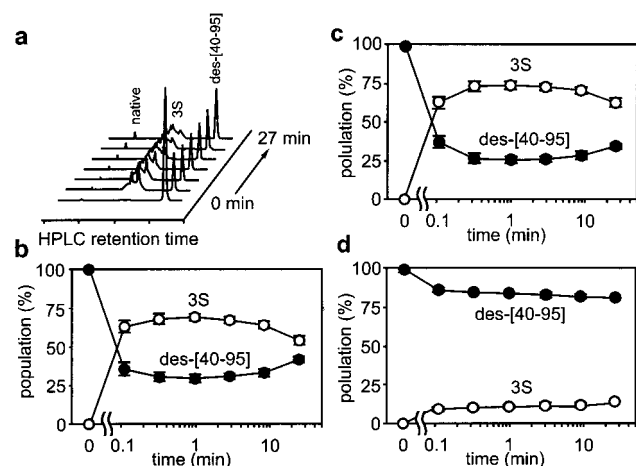 a
native
3S
des-[40-95]
27 min
0 min
HPLC retention time
b
population (%)
100
75
50
25
0
3S
des-[40-95]
0 0.1 1 10
time (min)
c
polulation (%)
100
75
50
25
0
3S
des-[40-95]
0 0.1 1 10
time (min)
d
polulation (%)
100
75
50
25
0
des-[40-95]
3S
0 0.1 1 10
time (min)